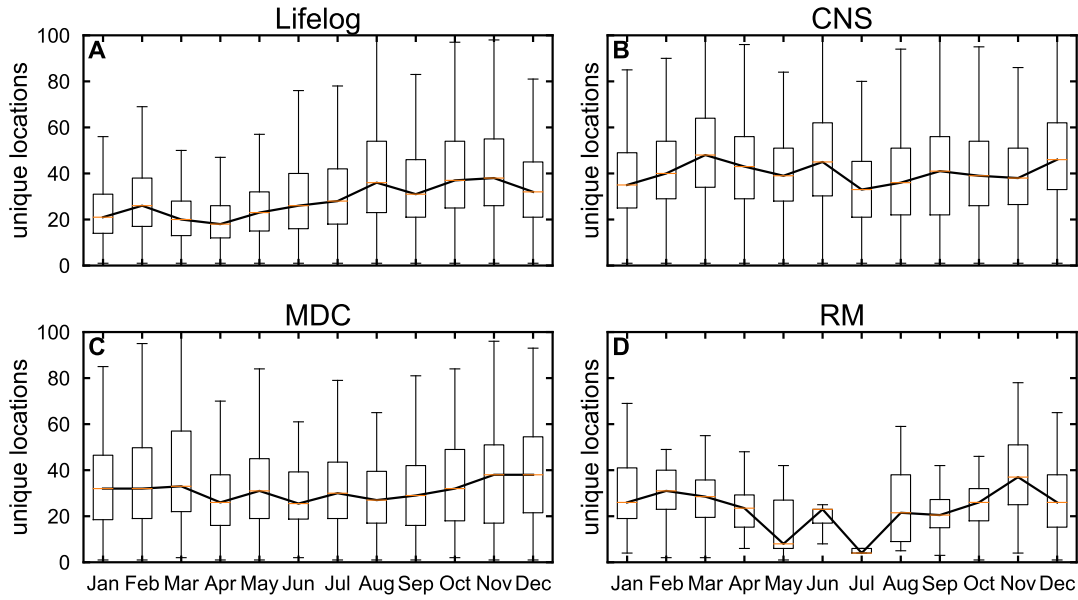 Lifelog
CNS
A
B
unique locations
100
80
60
40
20
0
unique locations
MDC
RM
C
D
unique locations
100
80
60
40
20
0
unique locations
Jan Feb Mar Apr May Jun Jul Aug Sep Oct Nov Dec
Jan Feb Mar Apr May Jun Jul Aug Sep Oct Nov Dec